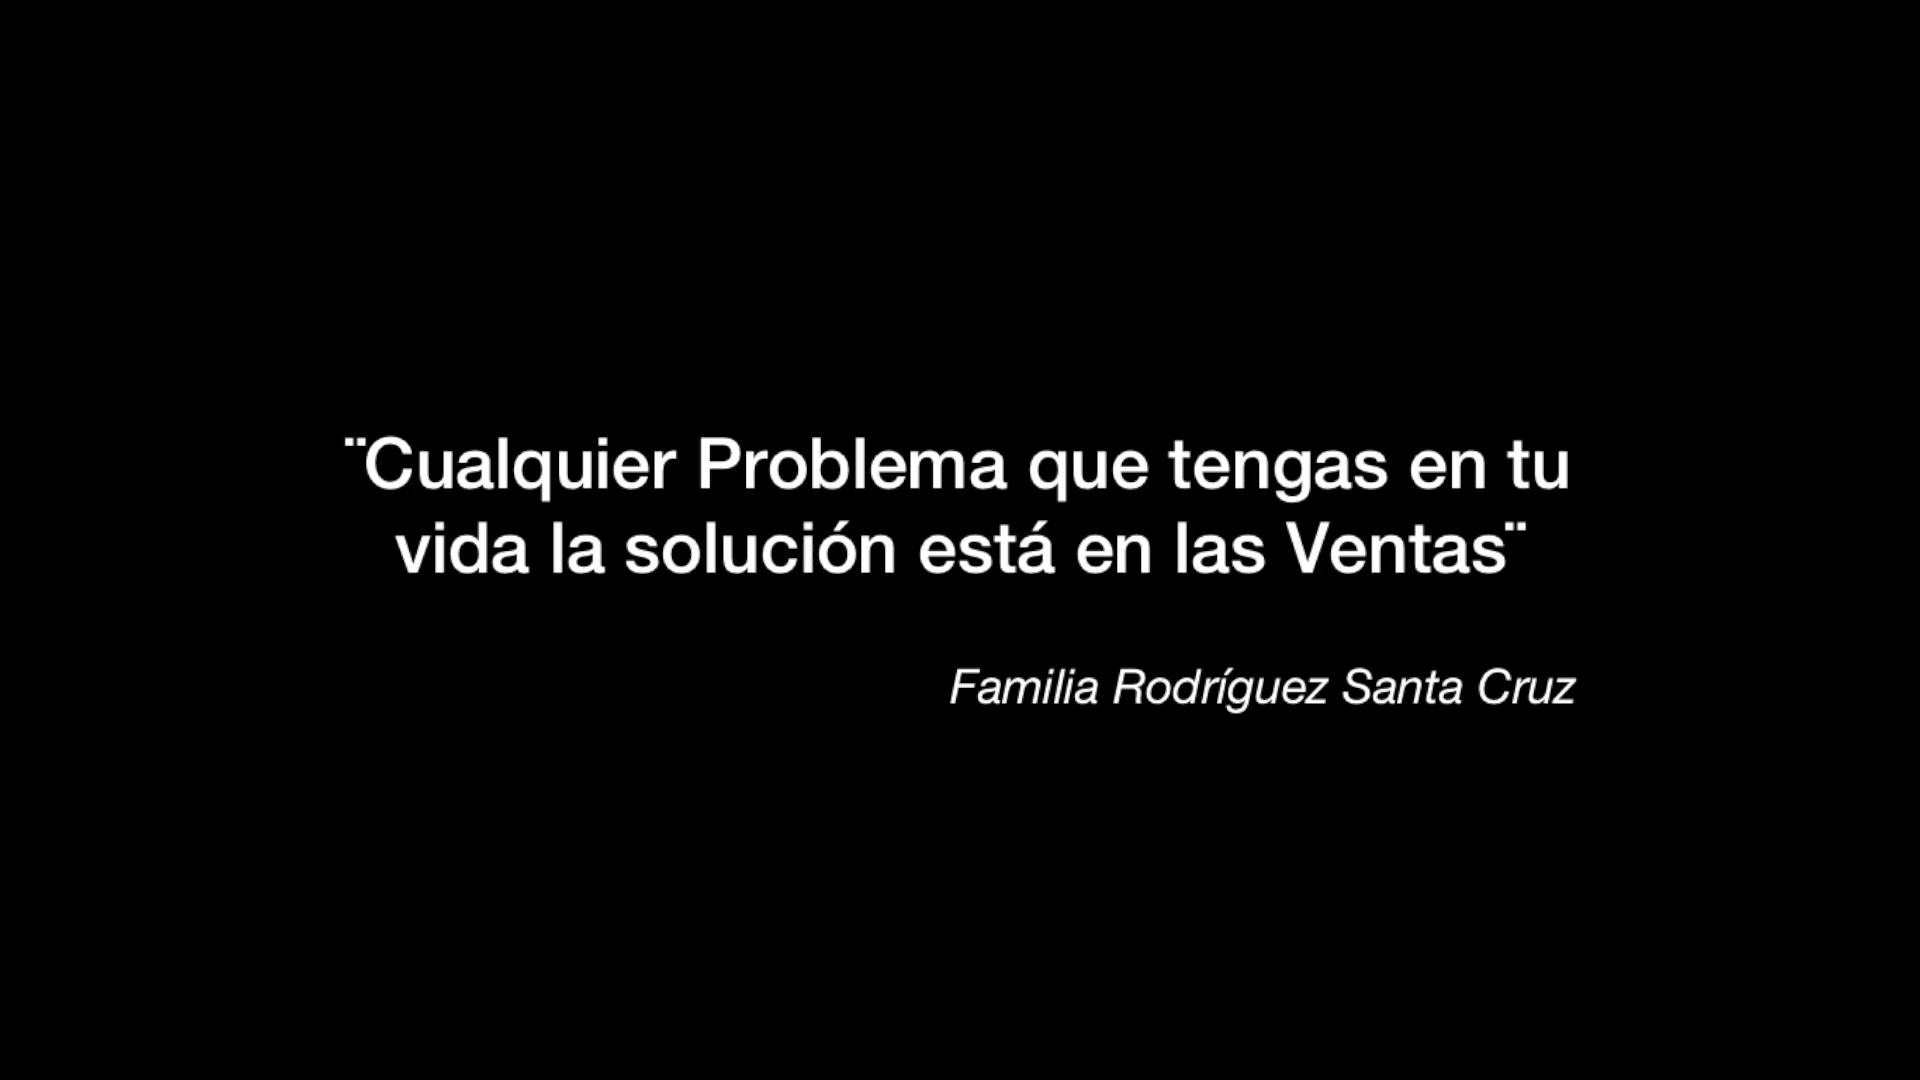 ¨Cualquier Problema que tengas en tu
vida la solución está en las Ventas¨
Familia Rodríguez Santa Cruz